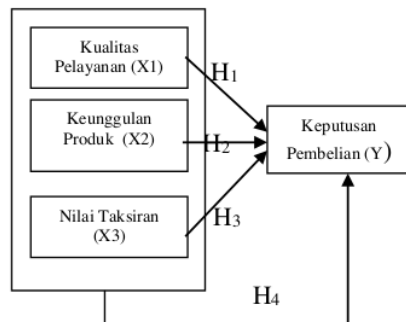 Kualitas
Pelayanan (X1)
H1
Keunggulan
Produk (X2)
H2
Keputusan
Pembelian (Y)
Nilai Taksiran
(X3)
H3
H4